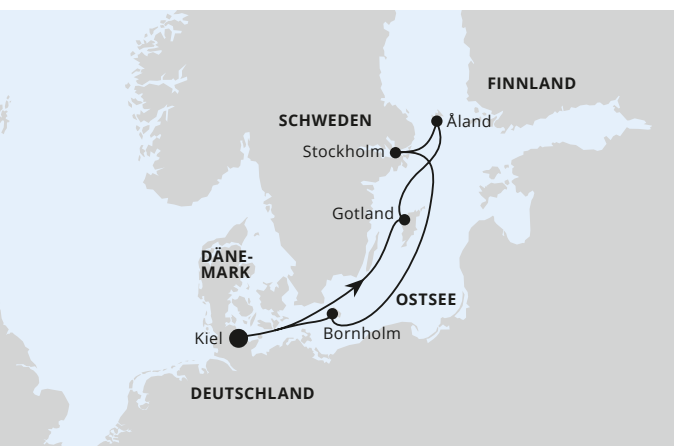 FINNLAND
SCHWEDEN
Åland
Stockholm
Gotland
DÄNE-
MARK
OSTSEE
Kiel
Bornholm
DEUTSCHLAND